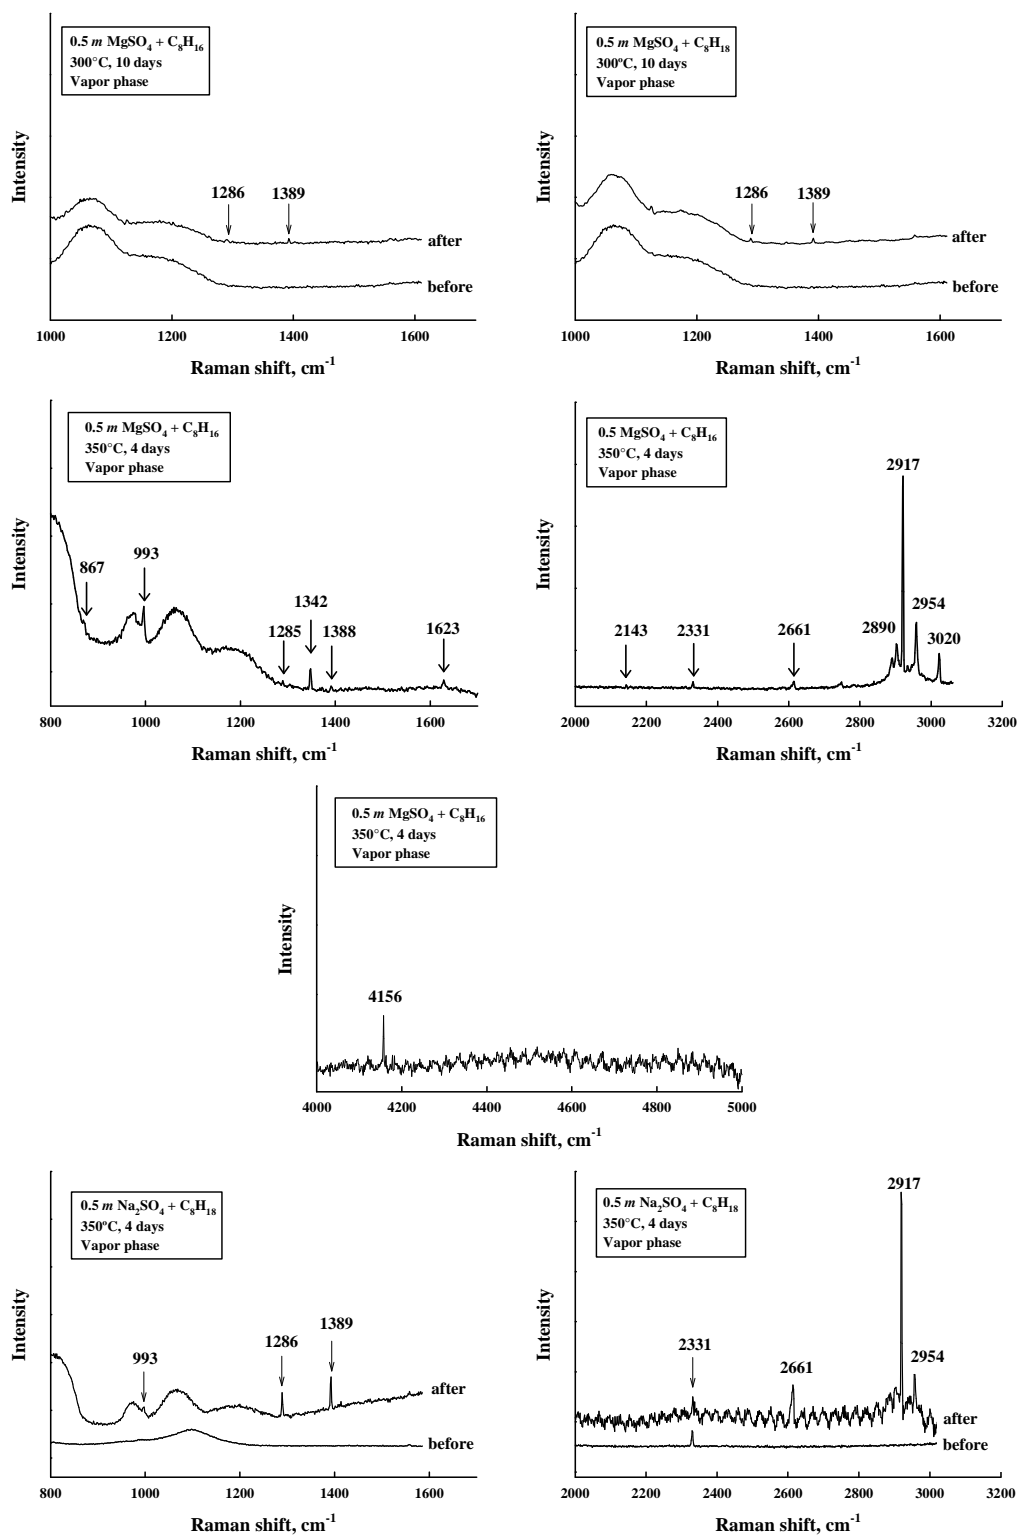 0.5 m MgSO₄ + C₈H₁₆
300°C, 10 days
Vapor phase
Intensity
1286
1389
after
before
1000
1200
1400
1600
Raman shift, cm⁻¹
0.5 m MgSO₄ + C₈H₁₈
300°C, 10 days
Vapor phase
Intensity
1286
1389
after
before
1000
1200
1400
1600
Raman shift, cm⁻¹
0.5 m MgSO₄ + C₈H₁₆
350°C, 4 days
Vapor phase
Intensity
867
993
1285
1342
1388
1623
800
1000
1200
1400
1600
Raman shift, cm⁻¹
0.5 MgSO₄ + C₈H₁₆
350°C, 4 days
Vapor phase
Intensity
2143
2331
2661
2890
2917
2954
3020
2000
2200
2400
2600
2800
3000
3200
Raman shift, cm⁻¹
0.5 m MgSO₄ + C₈H₁₆
350°C, 4 days
Vapor phase
Intensity
4156
4000
4200
4400
4600
4800
5000
Raman shift, cm⁻¹
0.5 m Na₂SO₄ + C₈H₁₈
350°C, 4 days
Vapor phase
Intensity
993
1286
1389
after
before
800
1000
1200
1400
1600
Raman shift, cm⁻¹
0.5 m Na₂SO₄ + C₈H₁₈
350°C, 4 days
Vapor phase
Intensity
2331
2661
2917
2954
after
before
2000
2200
2400
2600
2800
3000
3200
Raman shift, cm⁻¹